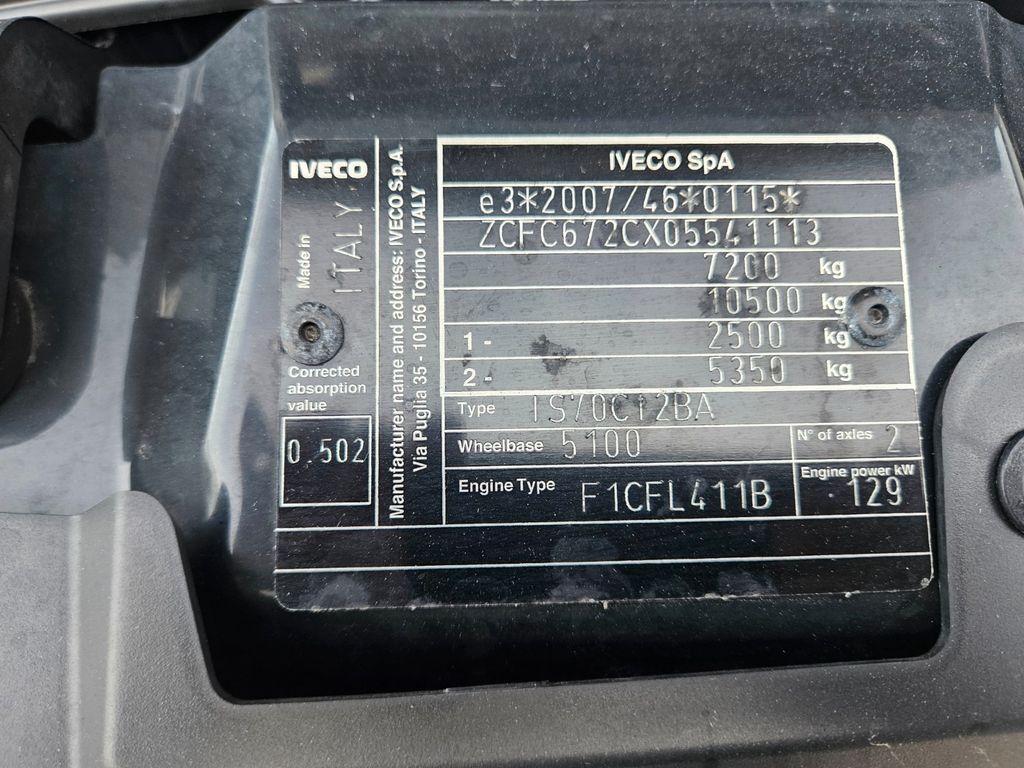 IVECO
Made in
ITALY
Corrected
absorption
value
0.502
Manufacturer name and address: IVECO S.p.A.
Via Puglia 35 - 10156 Torino - ITALY
IVECO SpA
e3*2007/46*0115*
ZCFC672CX05541113
7200 kg
10500 kg
1 - 2500 kg
2 - 5350 kg
Type IS70C12BA
Wheelbase 5100
N° of axles 2
Engine Type F1CFL411B
Engine power kW
129